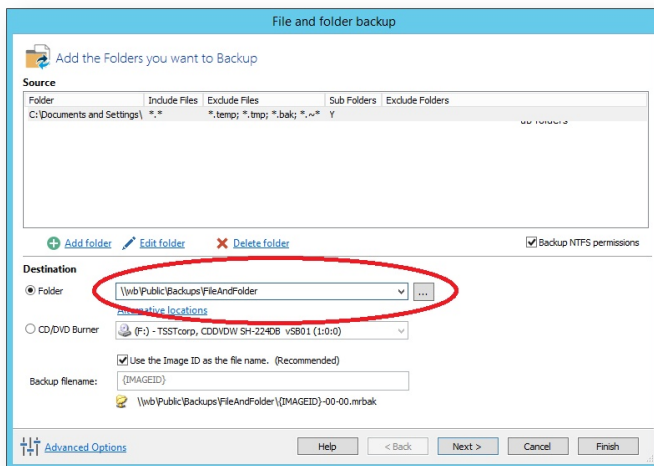 File and folder backup
Add the Folders you want to Backup
Source
Folder Include Files Exclude Files Sub Folders Exclude Folders
C:\Documents and Settings\ *.* *.temp; *.tmp; *.bak; *.~* Y
ub folders
Add folder Edit folder Delete folder Backup NTFS permissions
Destination
Folder \\wb\Public\Backups\FileAndFolder ...
Alternative locations
CD/DVD Burner (F:) - TSSTcorp, CDDVDW SH-224DB vSB01 (1:0:0)
Use the Image ID as the file name. (Recommended)
Backup filename: {IMAGEID}
\\wb\Public\Backups\FileAndFolder\{IMAGEID}-00-00.mrbak
Advanced Options Help < Back Next > Cancel Finish